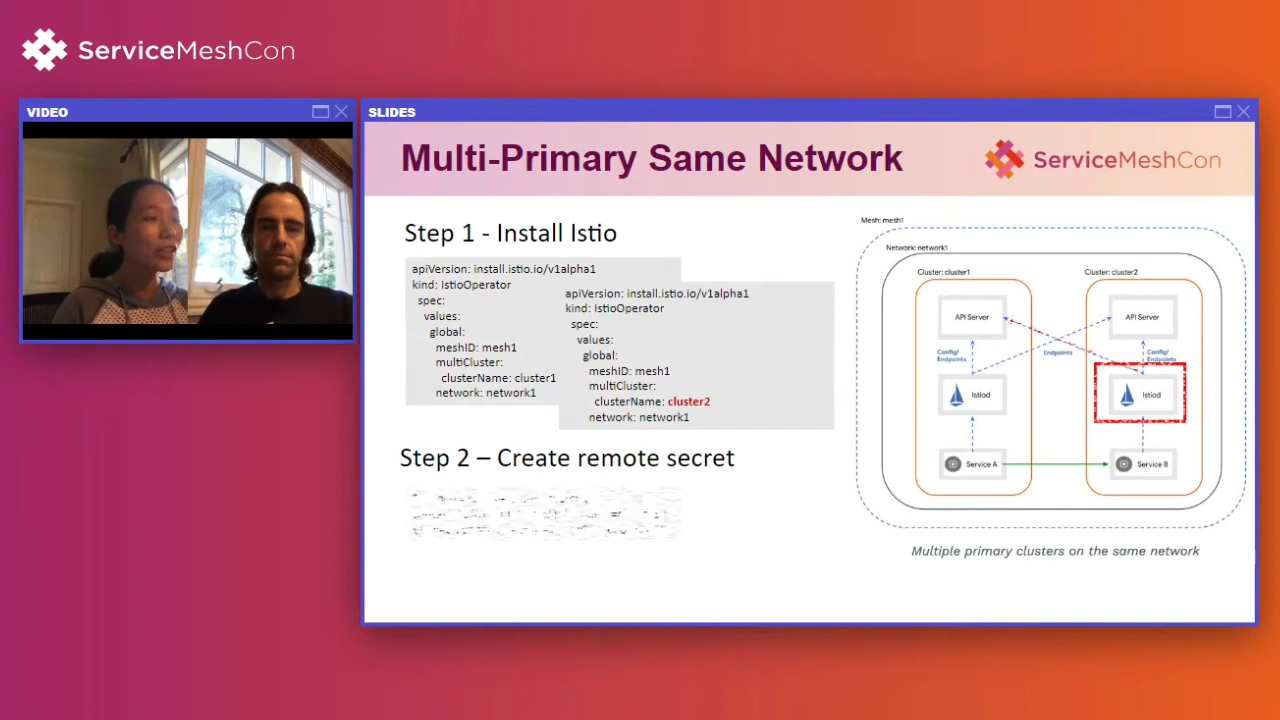 ServiceMeshCon
VIDEO
SLIDES
Multi-Primary Same Network
ServiceMeshCon
Step 1 - Install Istio
apiVersion: install.istio.io/v1alpha1
kind: IstioOperator
spec:
values:
global:
meshID: mesh1
multiCluster:
clusterName: cluster1
network: network1
apiVersion: install.istio.io/v1alpha1
kind: IstioOperator
spec:
values:
global:
meshID: mesh1
multiCluster:
clusterName: cluster2
network: network1
Step 2 – Create remote secret
Mesh: mesh1
Network: network1
Cluster: cluster1
Cluster: cluster2
API Server
API Server
Config/
Endpoints
Endpoints
Config/
Endpoints
Istiod
Istiod
Service A
Service B
Multiple primary clusters on the same network